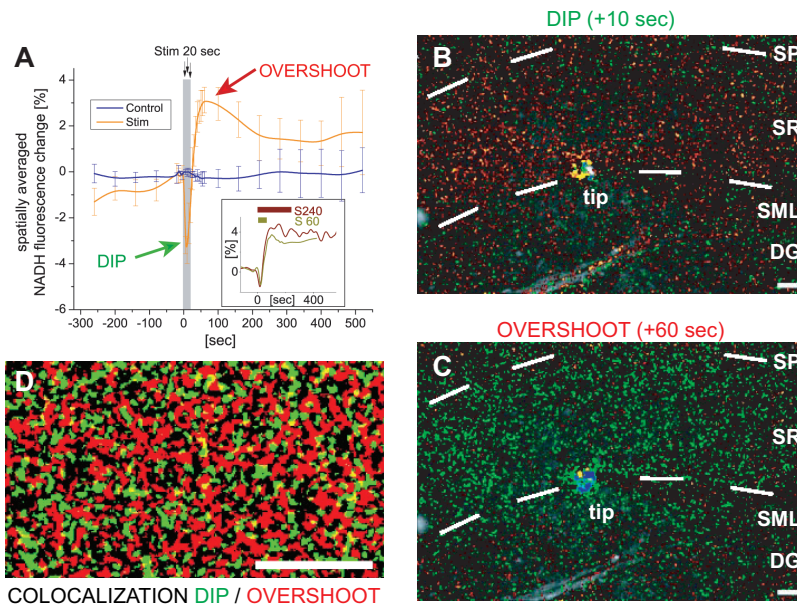 A
Stim 20 sec
OVERSHOOT
Control
Stim
DIP
spatially averaged
NADH fluorescence change [%]
4
2
0
-2
-4
-6
-300 -200 -100 0 100 200 300 400 500
[sec]
S240
S 60
[%]
4
0
0 [sec] 400
DIP (+10 sec)
B
SP
SR
tip
SML
DG
OVERSHOOT (+60 sec)
C
SP
SR
tip
SML
DG
D
COLOCALIZATION DIP / OVERSHOOT